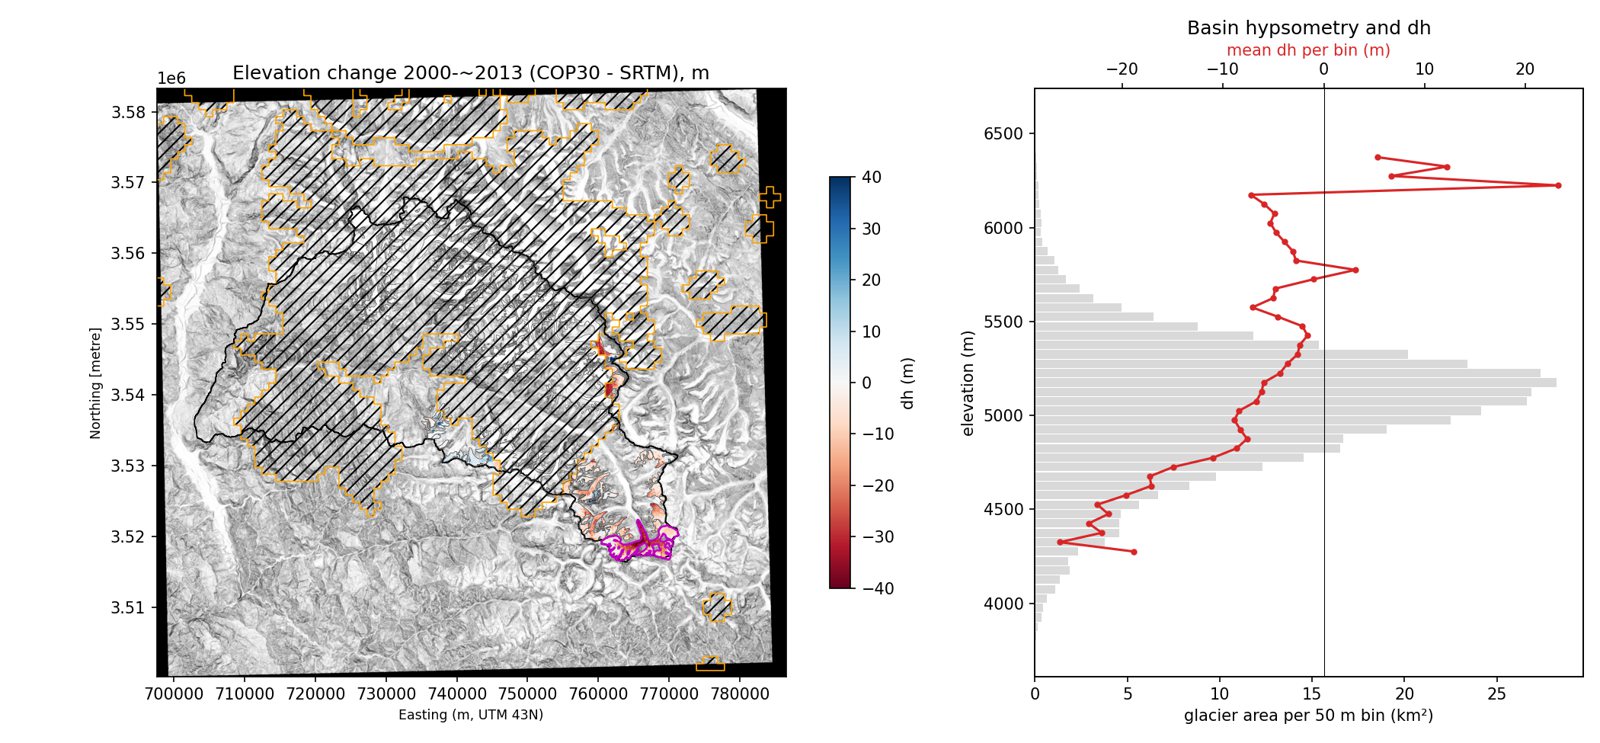 Elevation change 2000-~2013 (COP30 - SRTM), m
1e6
3.58
3.57
3.56
3.55
3.54
3.53
3.52
3.51
Northing [metre]
700000 710000 720000 730000 740000 750000 760000 770000 780000
Easting (m, UTM 43N)
40
30
20
10
0
−10
−20
−30
−40
dh (m)
Basin hypsometry and dh
mean dh per bin (m)
−20 −10 0 10 20
6500
6000
5500
5000
4500
4000
elevation (m)
0 5 10 15 20 25
glacier area per 50 m bin (km²)